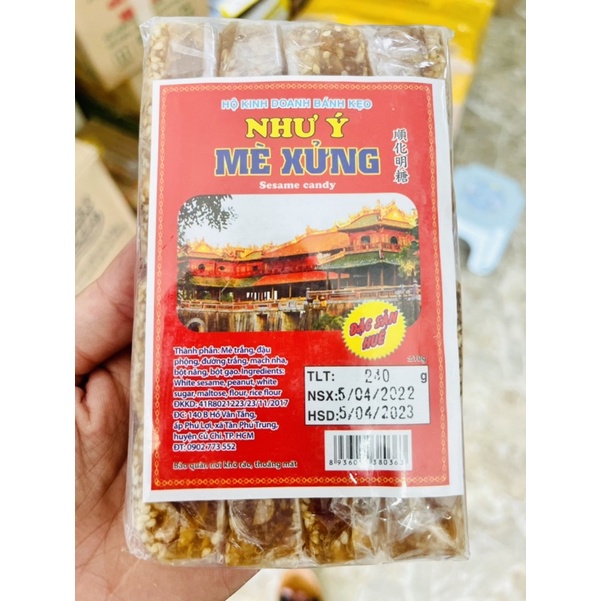 HỘ KINH DOANH BÁNH KẸO
NHƯ Ý
MÈ XỬNG
Sesame candy
順化明糖
ĐẶC SẢN
HUẾ
Thành phần: Mè trắng, đậu
phộng, đường trắng, mạch nha,
bột năng, bột gạo. Ingredients:
White sesame, peanut, white
sugar, maltose, flour, rice flour
ĐKKD: 41R8021223/23/11/2017
ĐC: 140 B Hồ Văn Tắng,
ấp Phú Lợi, xã Tân Phú Trung,
huyện Củ Chi, TP. HCM
ĐT: 0902 773 552
bảo quản nơi khô ráo, thoáng mát
TLT: 240 g
NSX: 5/04/2022
HSD: 5/04/2023